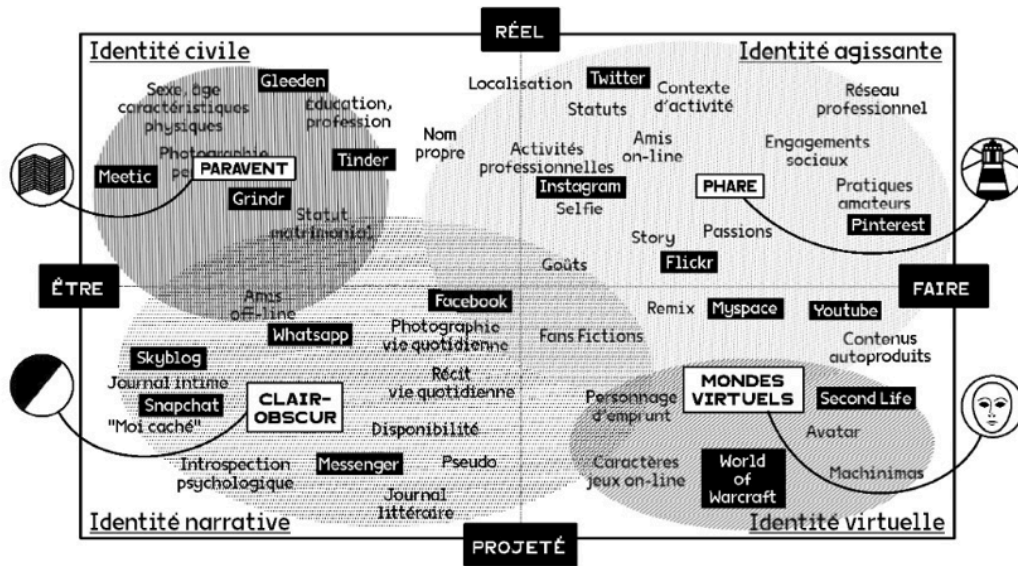 RÉEL
Identité civile
Identité agissante
Gleeden
Sexe, âge
caractéristiques
physiques
Éducation,
profession
Photographie
PARAVENT
Meetic
Tinder
Grindr
Statut
matrimonial
Localisation
Twitter
Statuts
Contexte
d'activité
Réseau
professionnel
Nom
propre
Activités
professionnelles
Amis
on-line
Engagements
sociaux
Instagram
Selfie
PHARE
Pratiques
amateurs
Pinterest
Story
Passions
Flickr
Goûts
ÊTRE
FAIRE
Amis
off-line
Facebook
Whatsapp
Photographie
vie quotidienne
Fans Fictions
Remix
Myspace
Youtube
Contenus
autoproduits
Skyblog
Journal intime
Snapchat
"Moi caché"
CLAIR-
OBSCUR
Récit
vie quotidienne
Disponibilité
Introspection
psychologique
Messenger
Pseudo
Journal
littéraire
Personnage
d'emprunt
MONDES
VIRTUELS
Second Life
Avatar
Caractères
jeux on-line
World
of
Warcraft
Machinimas
Identité narrative
Identité virtuelle
PROJETÉ